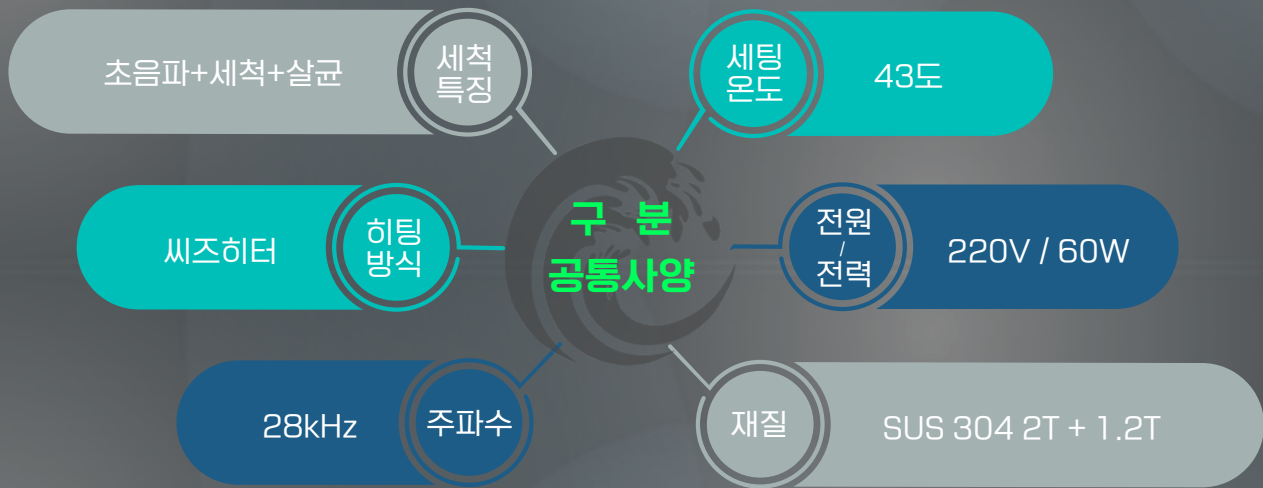 초음파+세척+살균
세척
특징
세팅
온도
43도
씨즈히터
히팅
방식
구 분
공통사양
전원
/
전력
220V / 60W
28kHz
주파수
재질
SUS 304 2T + 1.2T